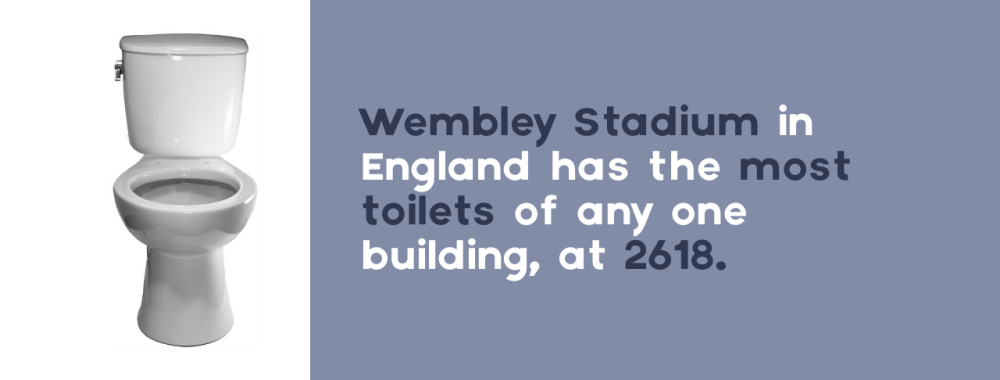 Wembley Stadium in
England has the most
toilets of any one
building, at 2618.